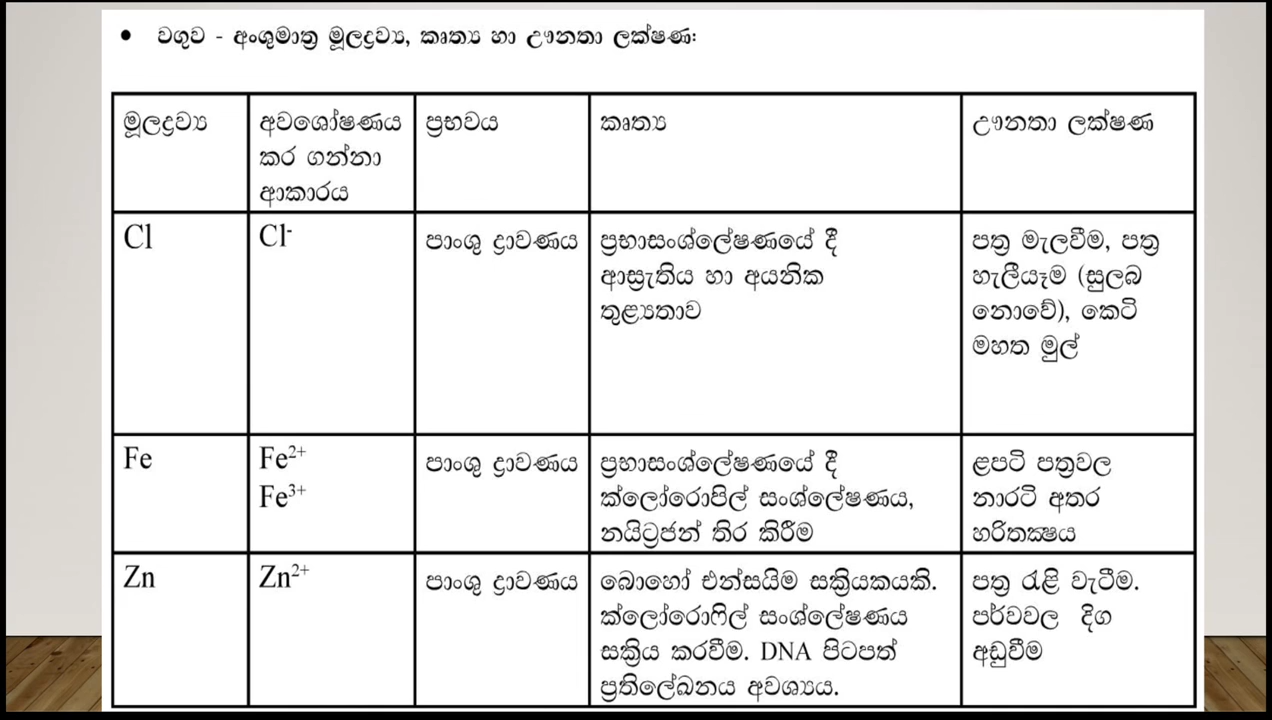 • වගුව - අංශුමාත්‍ර මූලද්‍රව්‍ය, කෘත්‍ය හා ඌනතා ලක්ෂණ:
මූලද්‍රව්‍ය
අවශෝෂණය
කර ගන්නා
ආකාරය
ප්‍රභවය
කෘත්‍ය
ඌනතා ලක්ෂණ
Cl
Cl⁻
පාංශු ද්‍රාවණය
ප්‍රභාසංශ්ලේෂණයේ දී
ආස්‍රැතිය හා අයනික
තුල්‍යතාව
පත්‍ර මැලවීම, පත්‍ර
හැලීයෑම (සුලබ
නොවේ), කෙටි
මහත මුල්
Fe
Fe²⁺
Fe³⁺
පාංශු ද්‍රාවණය
ප්‍රභාසංශ්ලේෂණයේ දී
ක්ලෝරොපිල් සංශ්ලේෂණය,
නයිට්‍රජන් තිර කිරීම
ළපටි පත්‍රවල
නාරටි අතර
හරිතක්‍ෂය
Zn
Zn²⁺
පාංශු ද්‍රාවණය
බොහෝ එන්සයිම සක්‍රියකයකි.
ක්ලෝරොෆිල් සංශ්ලේෂණය
සක්‍රිය කරවීම. DNA පිටපත්
ප්‍රතිලේඛනය අවශ්‍යය.
පත්‍ර රැළි වැටීම.
පර්වවල දිග
අඩුවීම